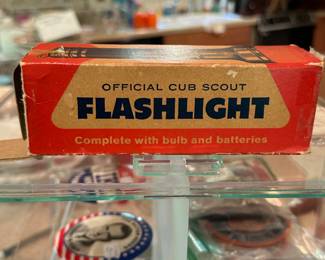 OFFICIAL CUB SCOUT
FLASHLIGHT
Complete with bulb and batteries